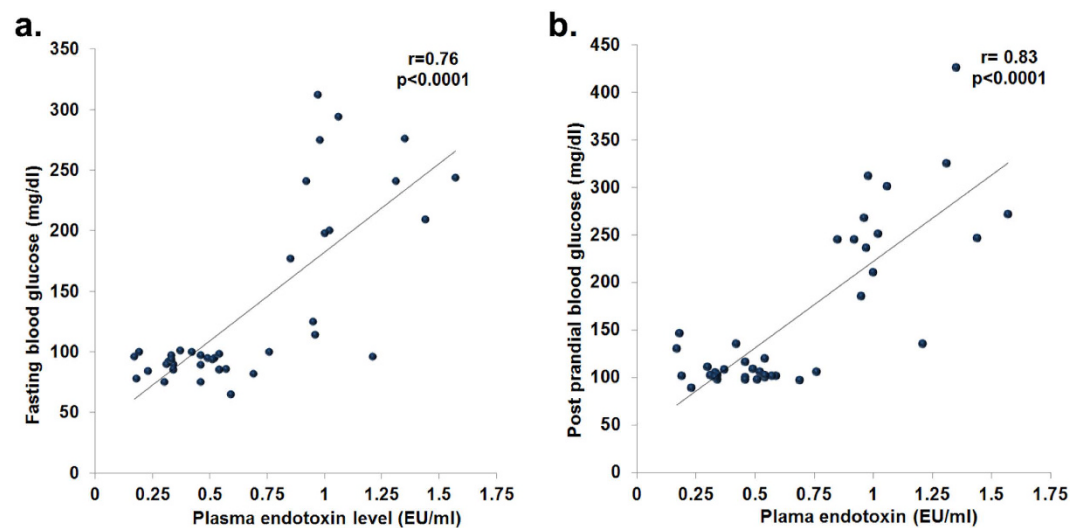 a.
r=0.76
p<0.0001
350
300
250
200
150
100
50
0
Fasting blood glucose (mg/dl)
0 0.25 0.5 0.75 1 1.25 1.5 1.75
Plasma endotoxin level (EU/ml)
b.
r= 0.83
p<0.0001
450
400
350
300
250
200
150
100
50
0
Post prandial blood glucose (mg/dl)
0 0.25 0.5 0.75 1 1.25 1.5 1.75
Plama endotoxin (EU/ml)